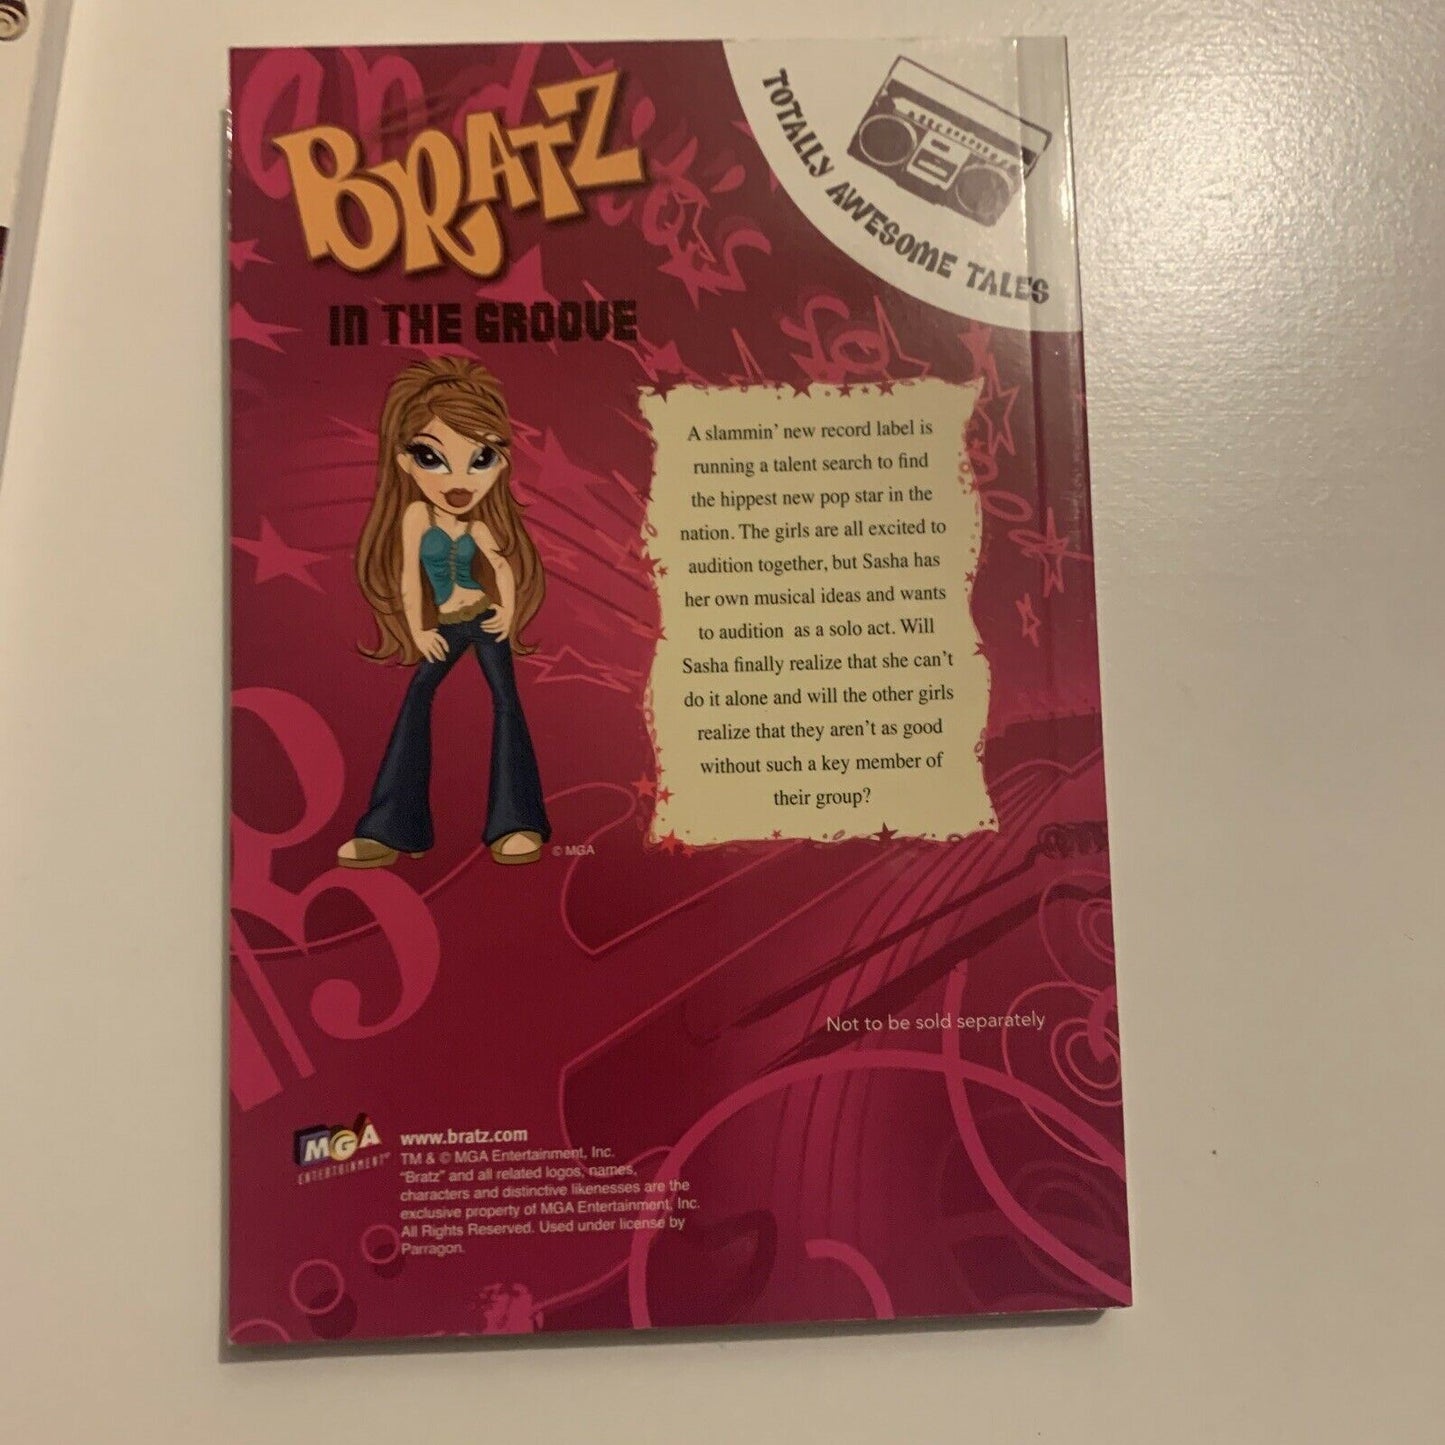 BRATZ
IN THE GROOVE
TOTALLY AWESOME TALES
A slammin' new record label is
running a talent search to find
the hippest new pop star in the
nation. The girls are all excited to
audition together, but Sasha has
her own musical ideas and wants
to audition as a solo act. Will
Sasha finally realize that she can't
do it alone and will the other girls
realize that they aren't as good
without such a key member of
their group?
© MGA
Not to be sold separately
MGA
ENTERTAINMENT
www.bratz.com
TM & © MGA Entertainment, Inc.
"Bratz" and all related logos, names,
characters and distinctive likenesses are the
exclusive property of MGA Entertainment, Inc.
All Rights Reserved. Used under license by
Parragon.